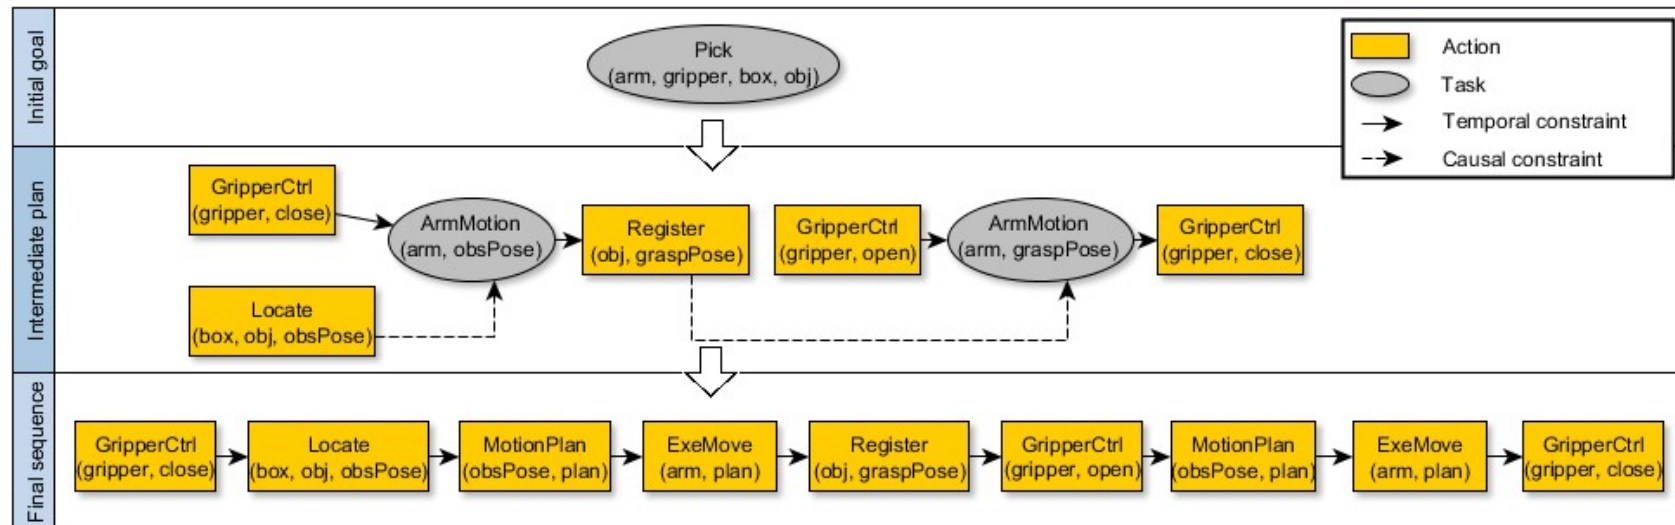 Initial goal
Pick
(arm, gripper, box, obj)
Action
Task
Temporal constraint
Causal constraint
Intermediate plan
GripperCtrl
(gripper, close)
ArmMotion
(arm, obsPose)
Register
(obj, graspPose)
GripperCtrl
(gripper, open)
ArmMotion
(arm, graspPose)
GripperCtrl
(gripper, close)
Locate
(box, obj, obsPose)
Final sequence
GripperCtrl
(gripper, close)
Locate
(box, obj, obsPose)
MotionPlan
(obsPose, plan)
ExeMove
(arm, plan)
Register
(obj, graspPose)
GripperCtrl
(gripper, open)
MotionPlan
(obsPose, plan)
ExeMove
(arm, plan)
GripperCtrl
(gripper, close)